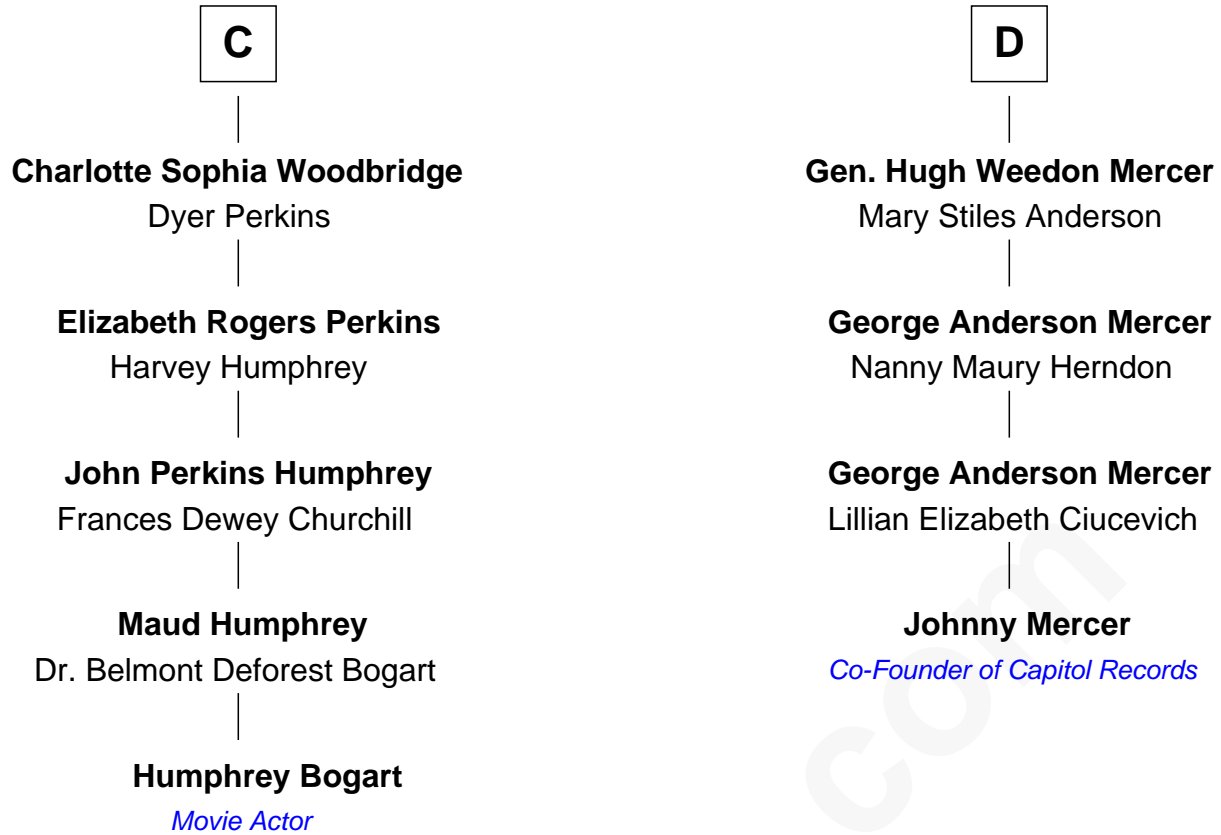 C
Charlotte Sophia Woodbridge
Dyer Perkins
Elizabeth Rogers Perkins
Harvey Humphrey
John Perkins Humphrey
Frances Dewey Churchill
Maud Humphrey
Dr. Belmont Deforest Bogart
Humphrey Bogart
Movie Actor
D
Gen. Hugh Weedon Mercer
Mary Stiles Anderson
George Anderson Mercer
Nanny Maury Herndon
George Anderson Mercer
Lillian Elizabeth Ciucevich
Johnny Mercer
Co-Founder of Capitol Records
com